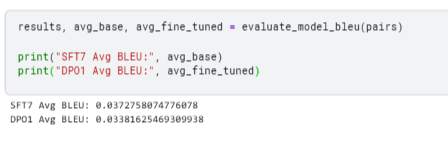 results, avg_base, avg_fine_tuned = evaluate_model_bleu(pairs)
print("SFT7 Avg BLEU:", avg_base)
print("DPO1 Avg BLEU:", avg_fine_tuned)
SFT7 Avg BLEU: 0.0372758074776078
DPO1 Avg BLEU: 0.03381625469309938